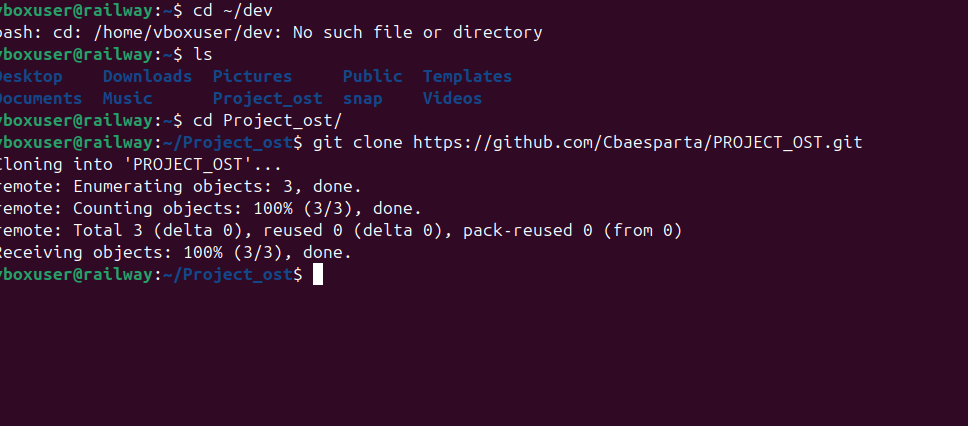 vboxuser@railway:~$ cd ~/dev
bash: cd: /home/vboxuser/dev: No such file or directory
vboxuser@railway:~$ ls
Desktop Downloads Pictures Public Templates
Documents Music Project_ost snap Videos
vboxuser@railway:~$ cd Project_ost/
vboxuser@railway:~/Project_ost$ git clone https://github.com/Cbaesparta/PROJECT_OST.git
Cloning into 'PROJECT_OST'...
remote: Enumerating objects: 3, done.
remote: Counting objects: 100% (3/3), done.
remote: Total 3 (delta 0), reused 0 (delta 0), pack-reused 0 (from 0)
Receiving objects: 100% (3/3), done.
vboxuser@railway:~/Project_ost$